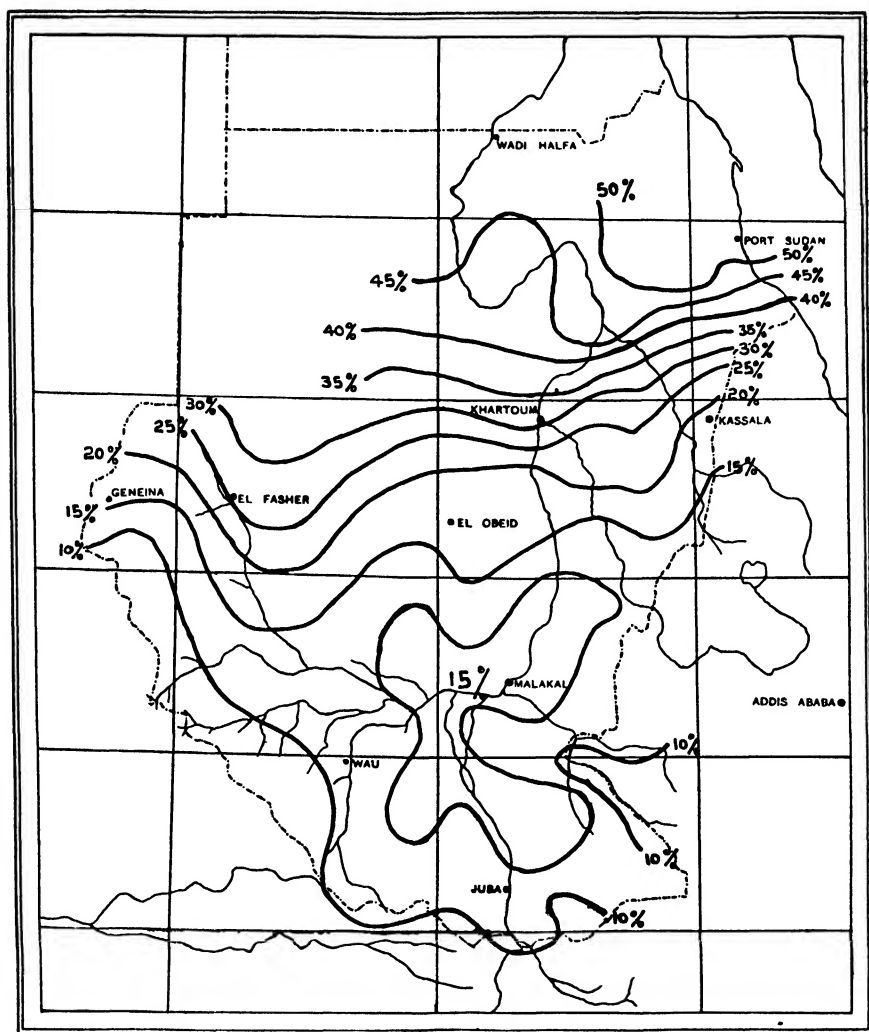 WADI HALFA
50%
PORT SUDAN
50%
45%
45%
40%
40%
35%
30%
35%
25%
20%
30%
KHARTOUM
KASSALA
25%
20%
15%
GENEINA
EL FASHER
15%
EL OBEID
10%
15%
MALAKAL
ADDIS ABABA
10%
WAU
10%
JUBA
10%